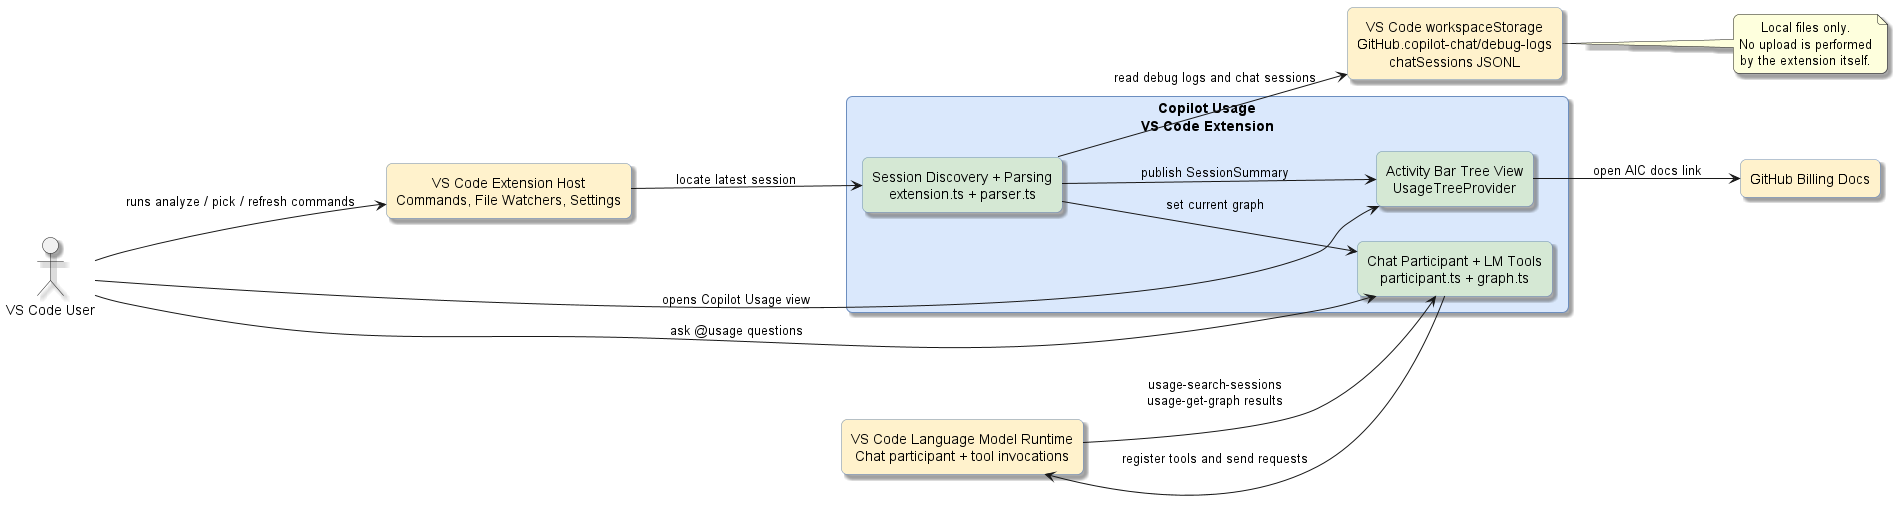 VS Code workspaceStorage
GitHub.copilot-chat/debug-logs
chatSessions JSONL
Local files only.
No upload is performed
by the extension itself.
read debug logs and chat sessions
Copilot Usage
VS Code Extension
VS Code Extension Host
Commands, File Watchers, Settings
locate latest session
Session Discovery + Parsing
extension.ts + parser.ts
publish SessionSummary
set current graph
Activity Bar Tree View
UsageTreeProvider
open AIC docs link
GitHub Billing Docs
runs analyze / pick / refresh commands
Chat Participant + LM Tools
participant.ts + graph.ts
VS Code User
opens Copilot Usage view
ask @usage questions
usage-search-sessions
usage-get-graph results
VS Code Language Model Runtime
Chat participant + tool invocations
register tools and send requests